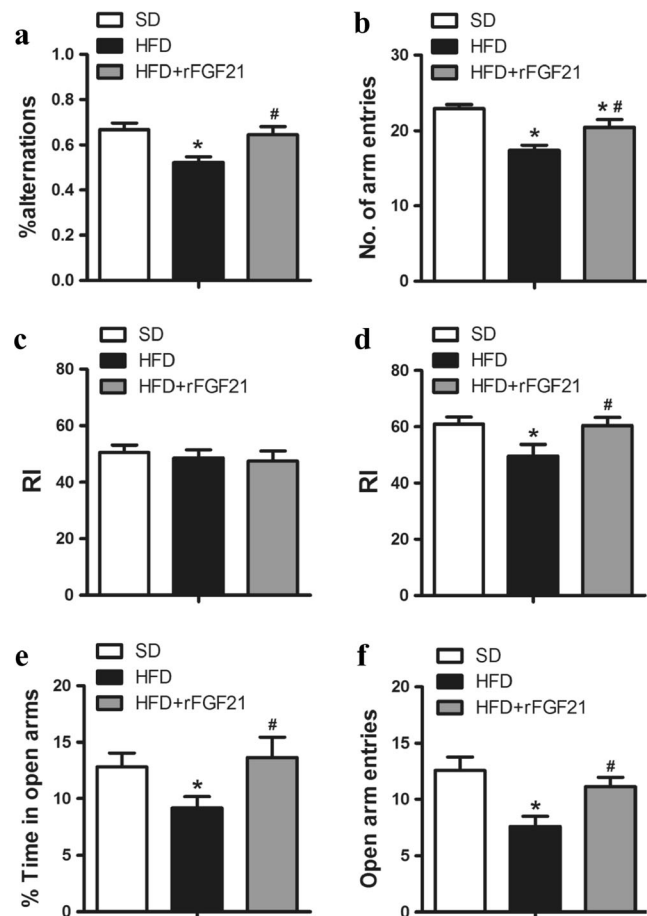 a
SD
HFD
HFD+rFGF21
%alternations
1.0
0.8
0.6
0.4
0.2
0.0
*
#
b
SD
HFD
HFD+rFGF21
No. of arm entries
30
20
10
0
*
* #
c
SD
HFD
HFD+rFGF21
RI
80
60
40
20
0
d
SD
HFD
HFD+rFGF21
RI
80
60
40
20
0
*
#
e
SD
HFD
HFD+rFGF21
% Time in open arms
20
15
10
5
0
*
#
f
SD
HFD
HFD+rFGF21
Open arm entries
20
15
10
5
0
*
#